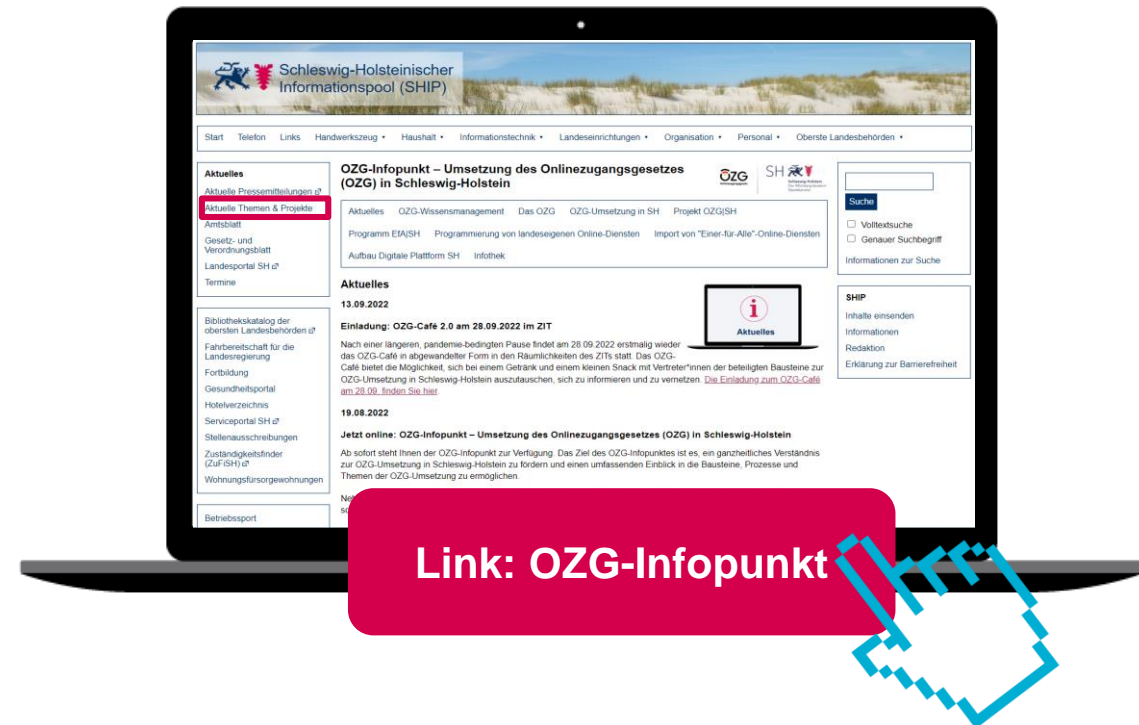 Schleswig-Holsteinischer
Informationspool (SHIP)
Start Telefon Links Handwerkszeug Haushalt Informationstechnik Landeseinrichtungen Organisation Personal Oberste Landesbehörden
Aktuelles
Aktuelle Pressemitteilungen
Aktuelle Themen & Projekte
Amtsblatt
Gesetz- und
Verordnungsblatt
Landesportal SH
Termine
Bibliothekskatalog der
obersten Landesbehörden
Fahrbereitschaft für die
Landesregierung
Fortbildung
Gesundheitsportal
Hotelverzeichnis
Serviceportal SH
Stellenausschreibungen
Zuständigkeitsfinder
(ZuFiSH)
Wohnungsfürsorgewohnungen
Betriebssport
OZG-Infopunkt – Umsetzung des Onlinezugangsgesetzes
(OZG) in Schleswig-Holstein
OZG
SH
Aktuelles OZG-Wissensmanagement Das OZG OZG-Umsetzung in SH Projekt OZG|SH
Programm EfA|SH Programmierung von landeseigenen Online-Diensten Import von "Einer-für-Alle"-Online-Diensten
Aufbau Digitale Plattform SH Infothek
Aktuelles
13.09.2022
Einladung: OZG-Café 2.0 am 28.09.2022 im ZIT
Nach einer längeren, pandemie-bedingten Pause findet am 28.09.2022 erstmalig wieder
das OZG-Café in abgewandelter Form in den Räumlichkeiten des ZITs statt. Das OZG-
Café bietet die Möglichkeit, sich bei einem Getränk und einem kleinen Snack mit Vertreter*innen der beteiligten Bausteine zur
OZG-Umsetzung in Schleswig-Holstein auszutauschen, sich zu informieren und zu vernetzen. Die Einladung zum OZG-Café
am 28.09. finden Sie hier.
i
Aktuelles
19.08.2022
Jetzt online: OZG-Infopunkt – Umsetzung des Onlinezugangsgesetzes (OZG) in Schleswig-Holstein
Ab sofort steht Ihnen der OZG-Infopunkt zur Verfügung. Das Ziel des OZG-Infopunktes ist es, ein ganzheitliches Verständnis
zur OZG-Umsetzung in Schleswig-Holstein zu fördern und einen umfassenden Einblick in die Bausteine, Prozesse und
Themen der OZG-Umsetzung zu ermöglichen.
Suche
Volltextsuche
Genauer Suchbegriff
Informationen zur Suche
SHIP
Inhalte einsenden
Informationen
Redaktion
Erklärung zur Barrierefreiheit
Link: OZG-Infopunkt